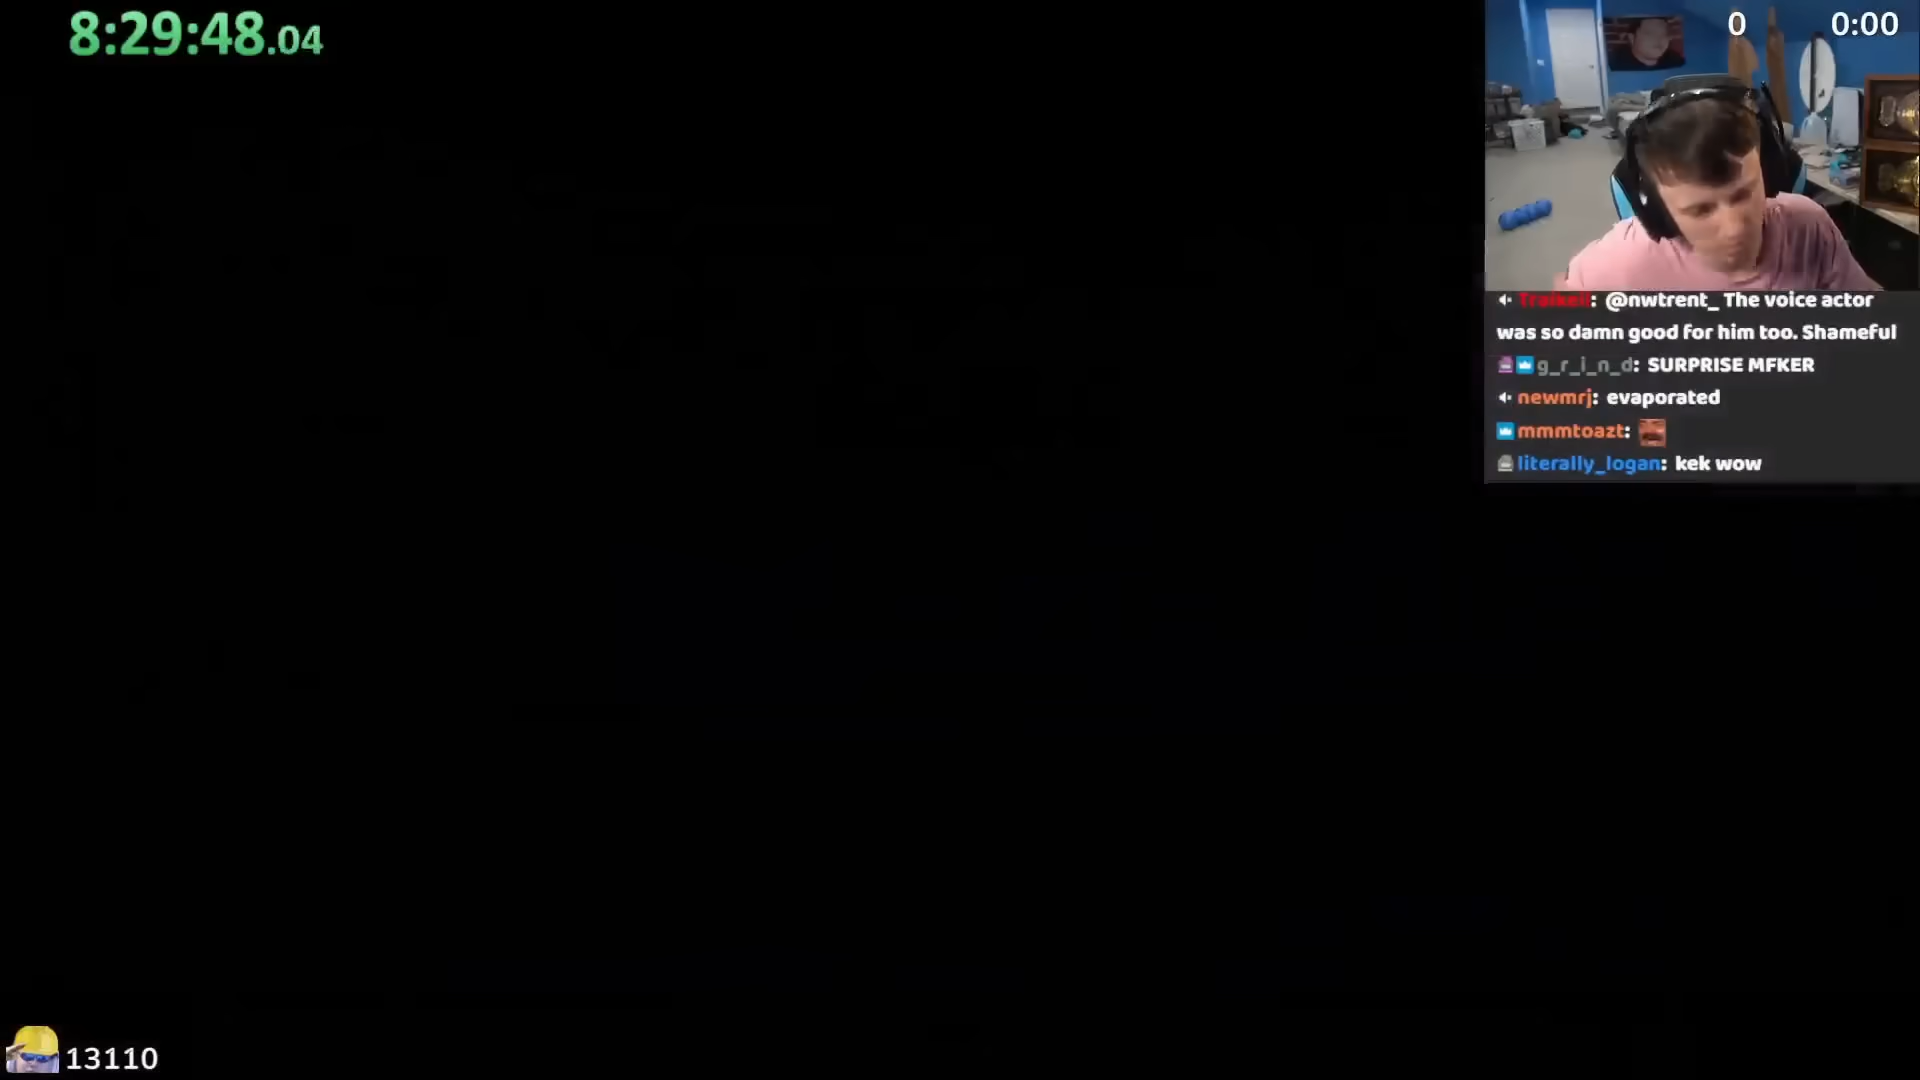 8:29:48.04
0 0:00
Traikell: @nwtrent_ The voice actor
was so damn good for him too. Shameful
g_r_i_n_d: SURPRISE MFKER
newmrj: evaporated
mmmtoazt:
literally_logan: kek wow
13110